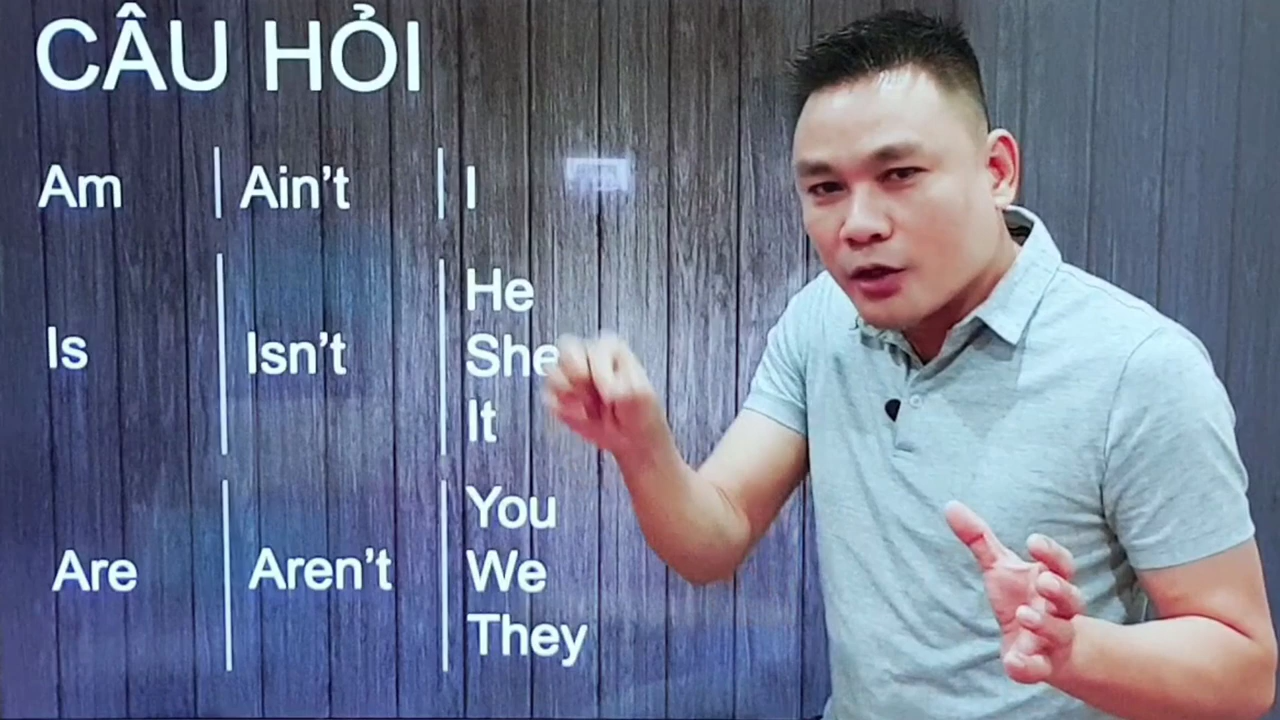 CÂU HỎI
Am | Ain't | I
He
Is | Isn't | She
It
You
Are | Aren't | We
They